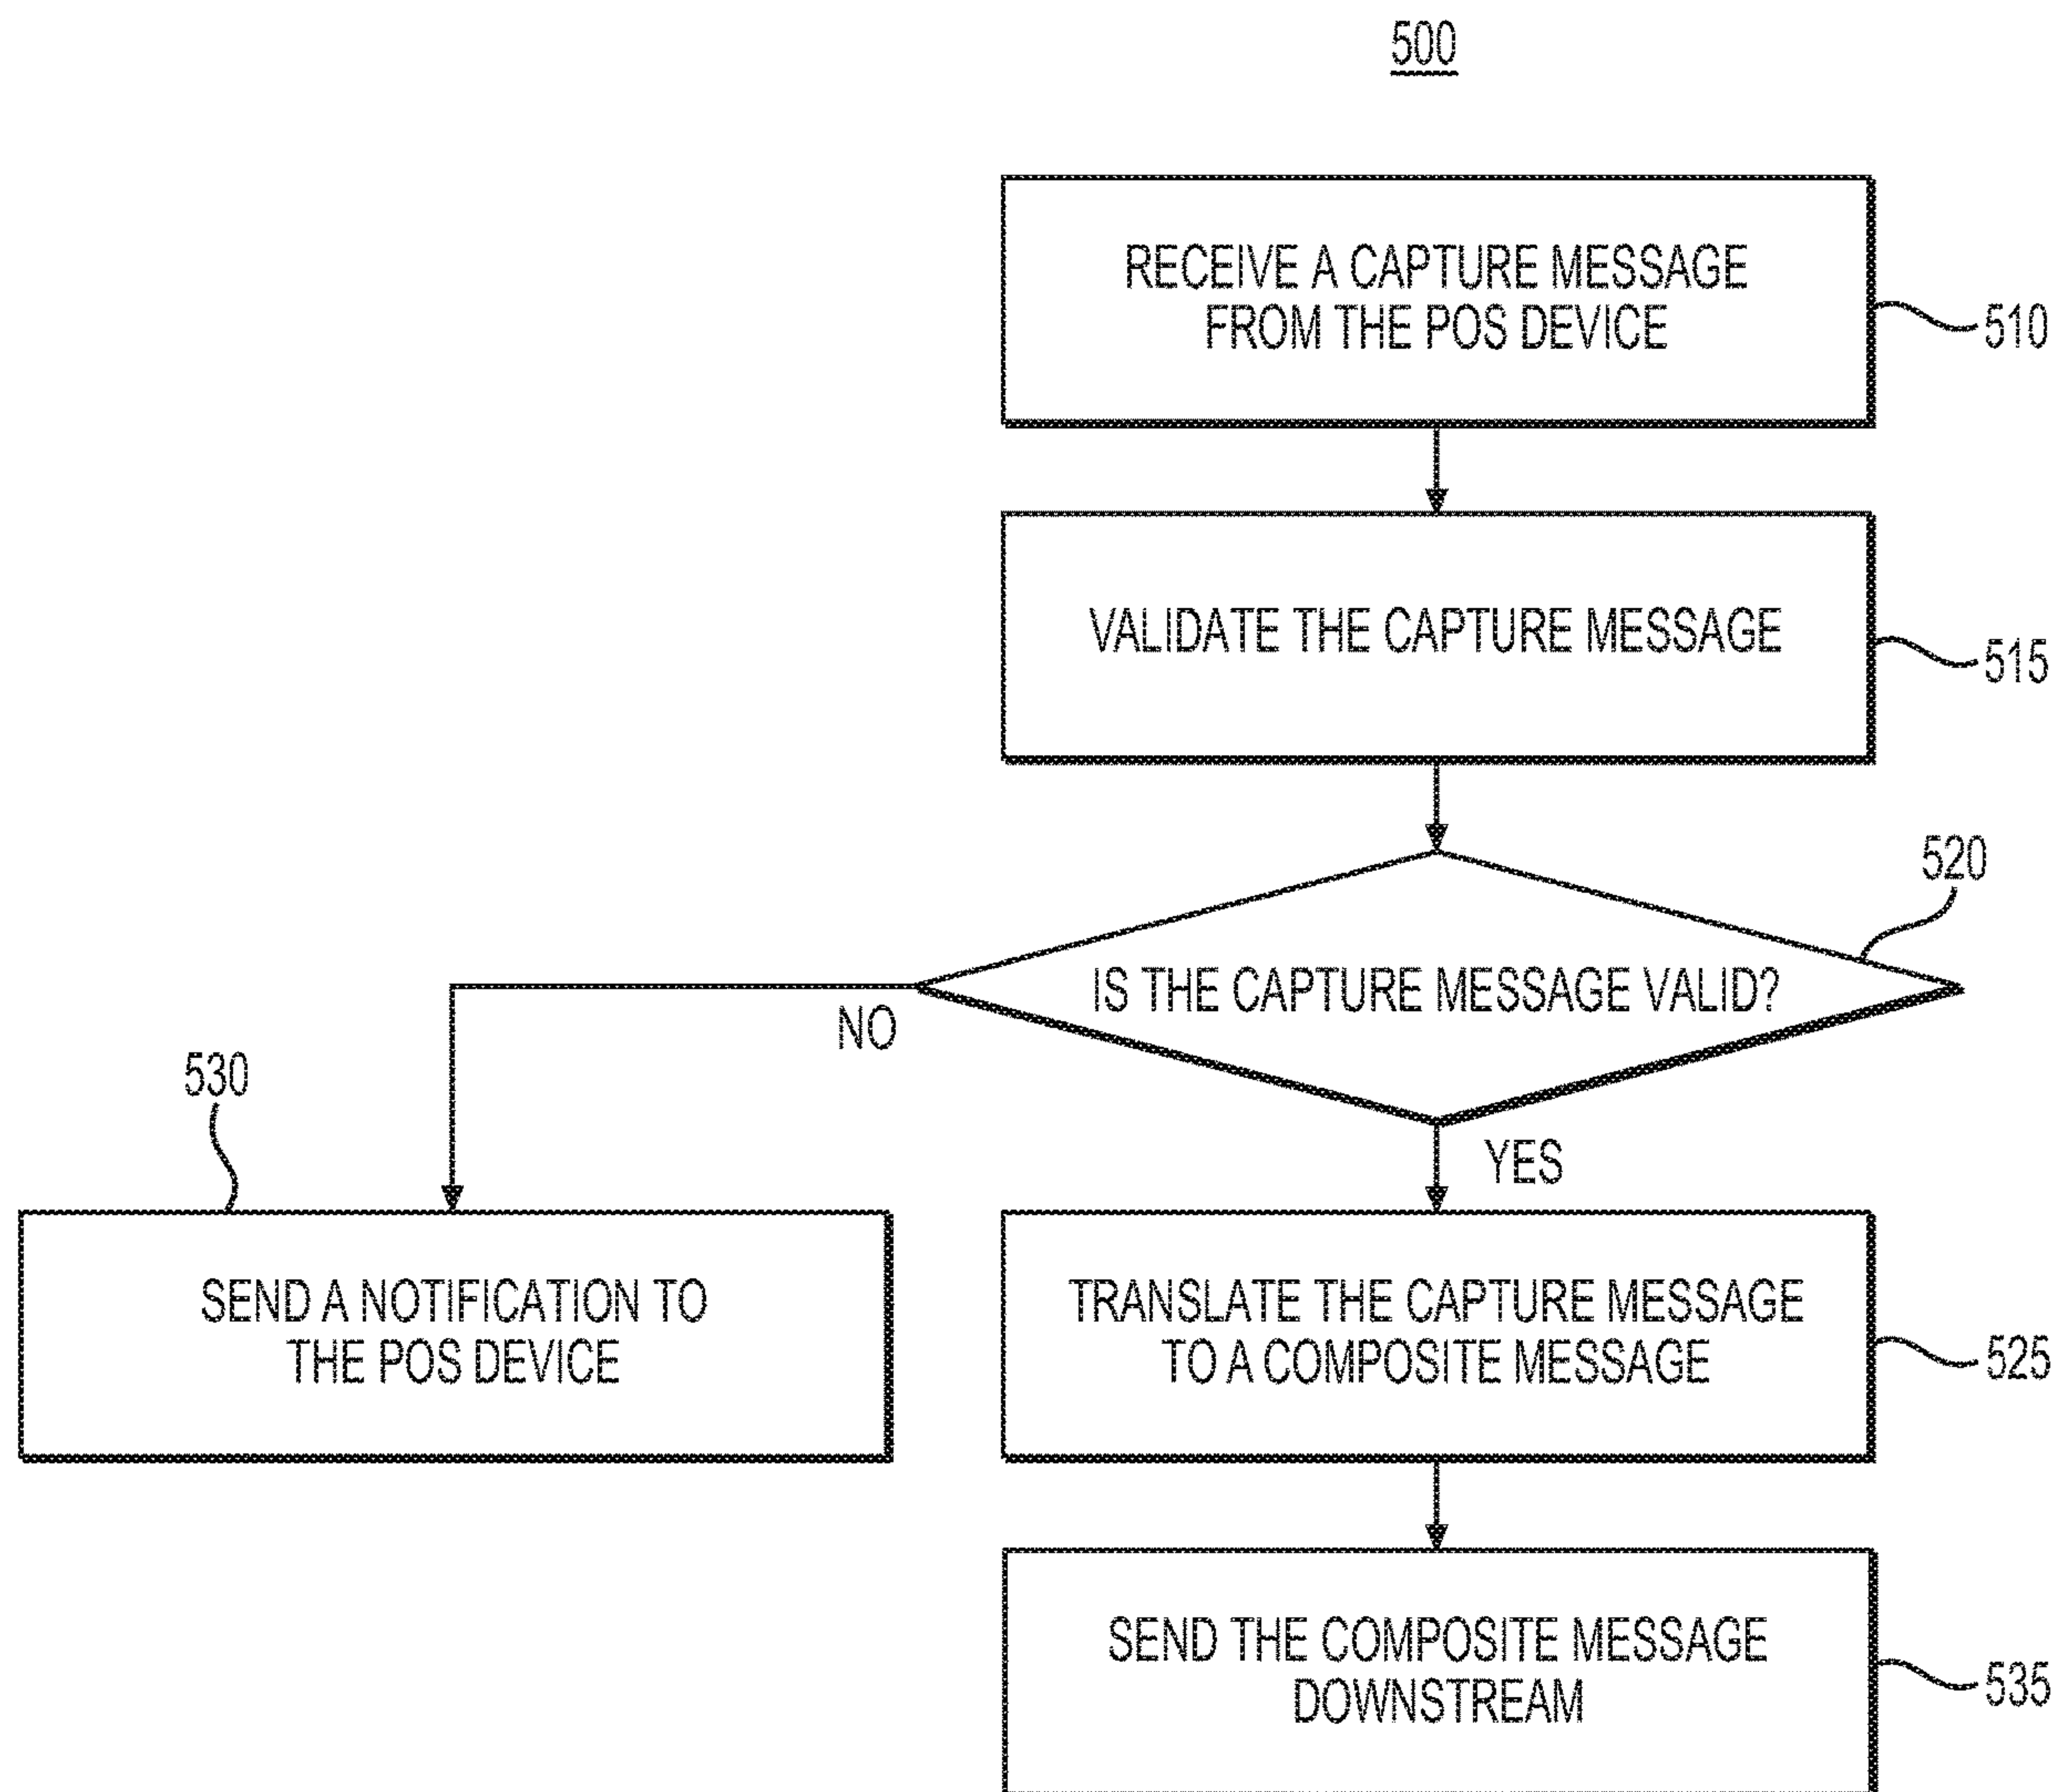 500
RECEIVE A CAPTURE MESSAGE
FROM THE POS DEVICE
510
VALIDATE THE CAPTURE MESSAGE
515
520
IS THE CAPTURE MESSAGE VALID?
NO
530
YES
SEND A NOTIFICATION TO
THE POS DEVICE
TRANSLATE THE CAPTURE MESSAGE
TO A COMPOSITE MESSAGE
525
SEND THE COMPOSITE MESSAGE
DOWNSTREAM
535